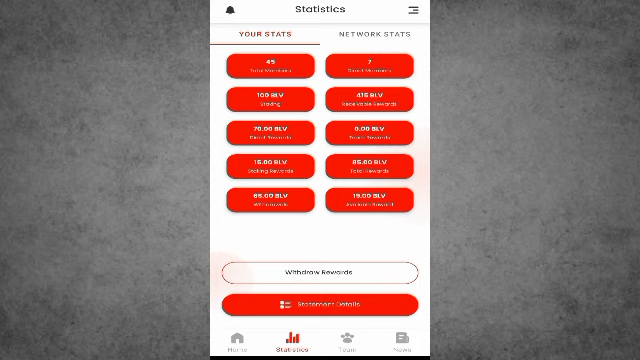 Statistics
YOUR STATS NETWORK STATS
45 7
Total Members Direct Members
100 BLV 415 BLV
Staking Receivable Rewards
70.00 BLV 0.00 BLV
Direct Rewards Team Rewards
15.00 BLV 85.00 BLV
Staking Rewards Total Rewards
66.00 BLV 19.00 BLV
Withdrawals Available Reward
Withdraw Rewards
Statement Details
Home Statistics Team News